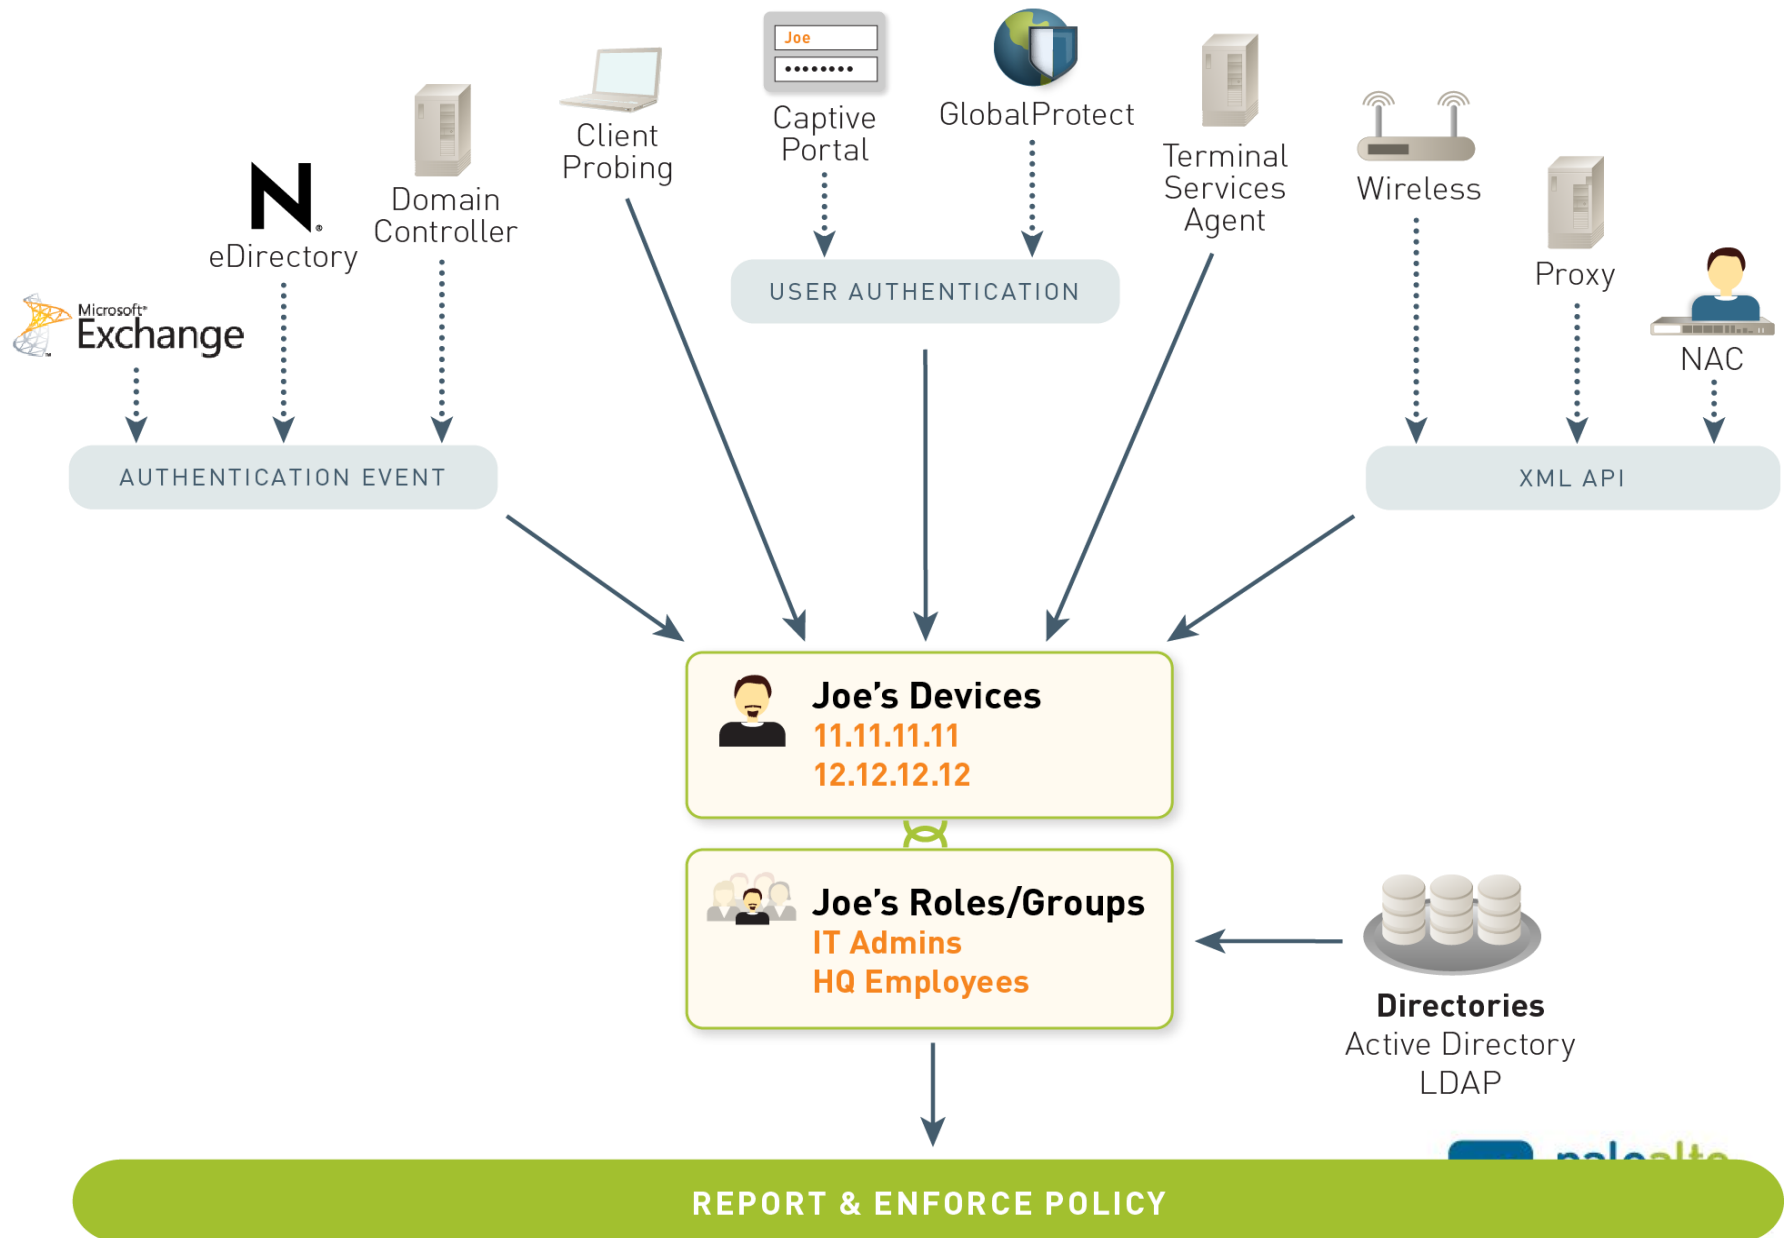 Joe
Captive
Portal
GlobalProtect
Client
Probing
Terminal
Services
Agent
Wireless
Domain
Controller
N
eDirectory
Proxy
Microsoft®
Exchange
NAC
USER AUTHENTICATION
AUTHENTICATION EVENT
XML API
Joe’s Devices
11.11.11.11
12.12.12.12
Joe’s Roles/Groups
IT Admins
HQ Employees
Directories
Active Directory
LDAP
paloalto
REPORT & ENFORCE POLICY